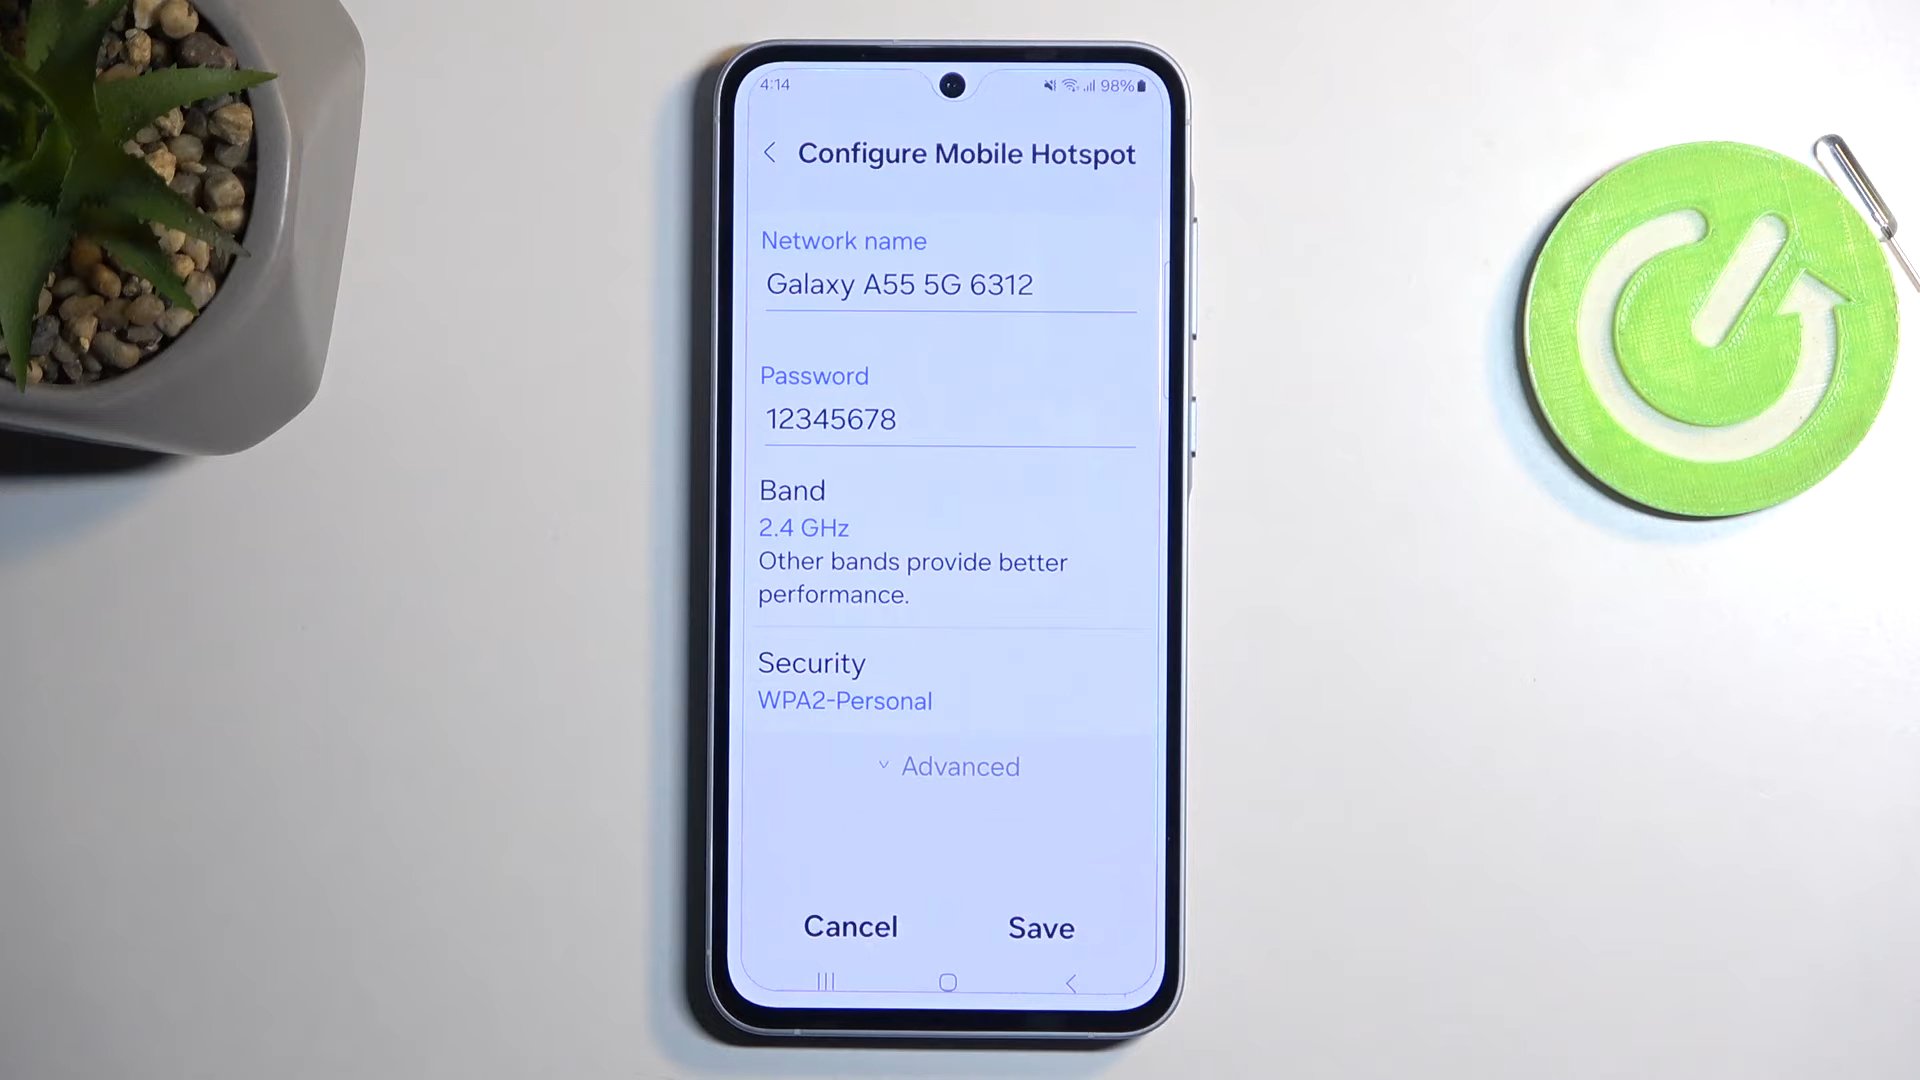 4:14
98%
Configure Mobile Hotspot
Network name
Galaxy A55 5G 6312
Password
12345678
Band
2.4 GHz
Other bands provide better
performance.
Security
WPA2-Personal
Advanced
Cancel
Save